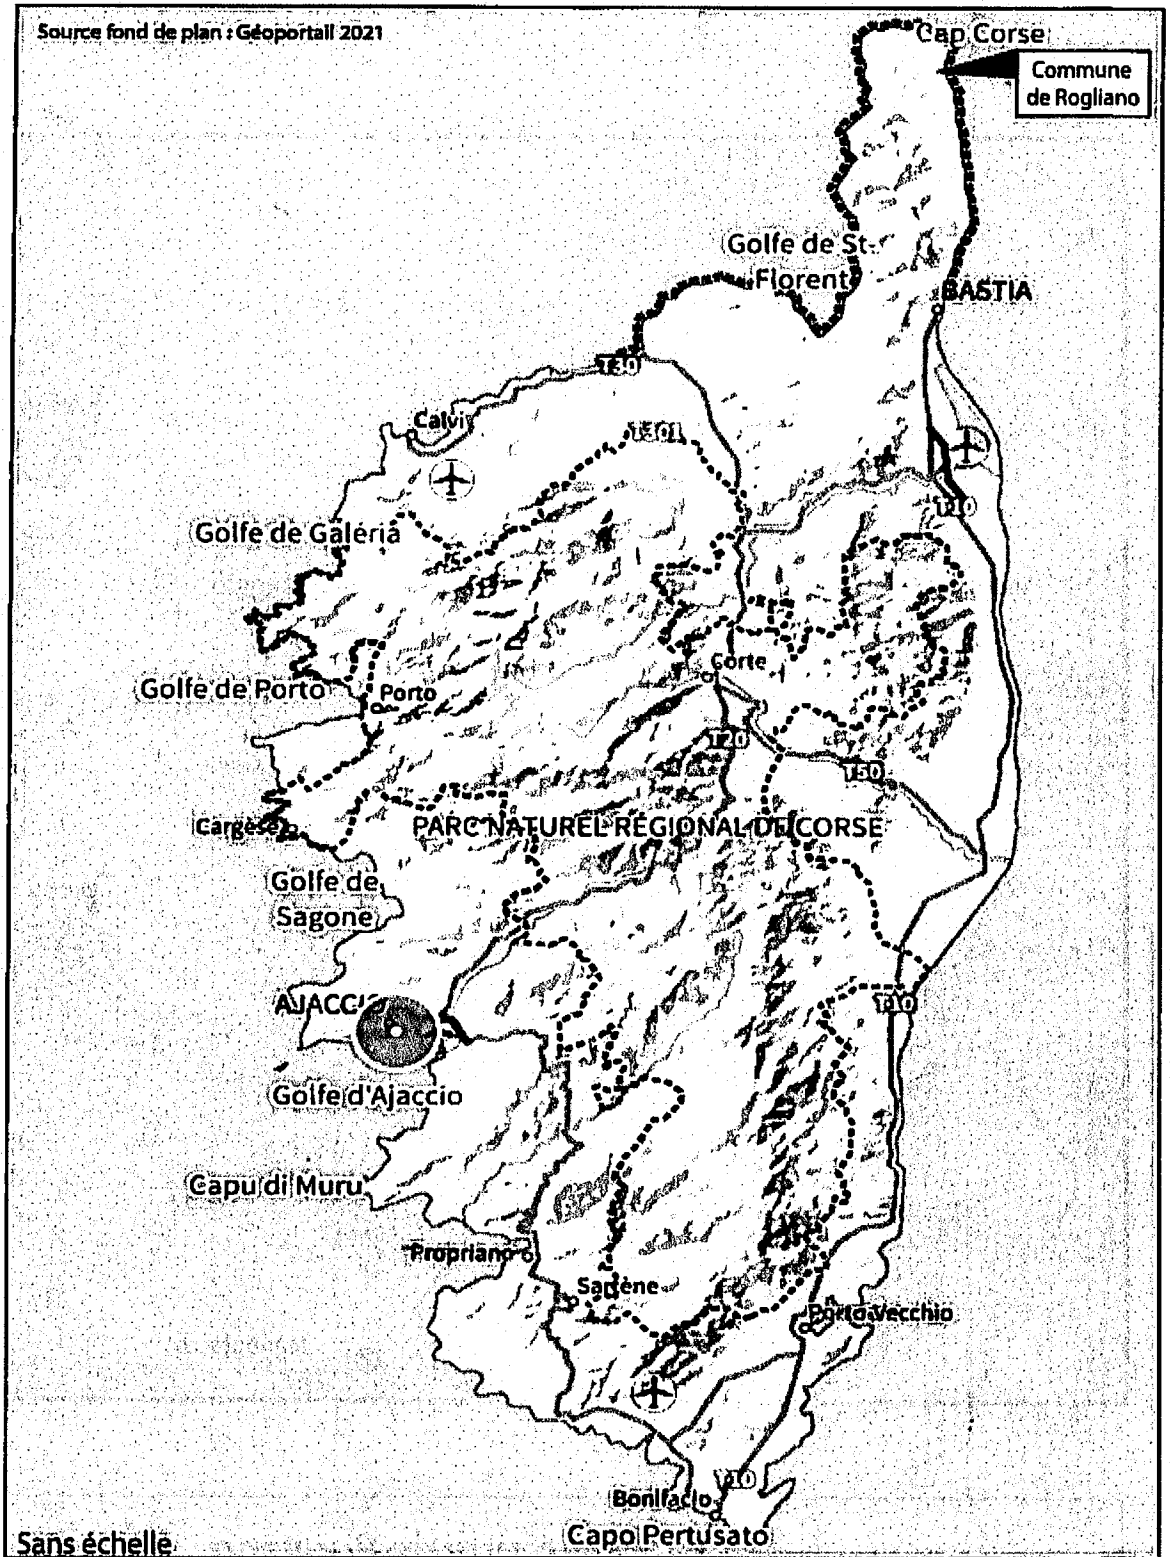 Source fond de plan : Géoportail 2021
Cap Corse
Commune
de Rogliano
Golfe de St-
Florent
BASTIA
T30
Calvi
T301
T10
Golfe de Galéria
Corte
Golfe de Porto
Porto
T20
T50
Cargèse
PARC NATUREL RÉGIONAL DE CORSE
Golfe de
Sagone
AJACCIO
T10
Golfe d'Ajaccio
Capu di Muru
Propriano
Sartène
Porto-Vecchio
T10
Bonifacio
Capo Pertusato
Sans échelle